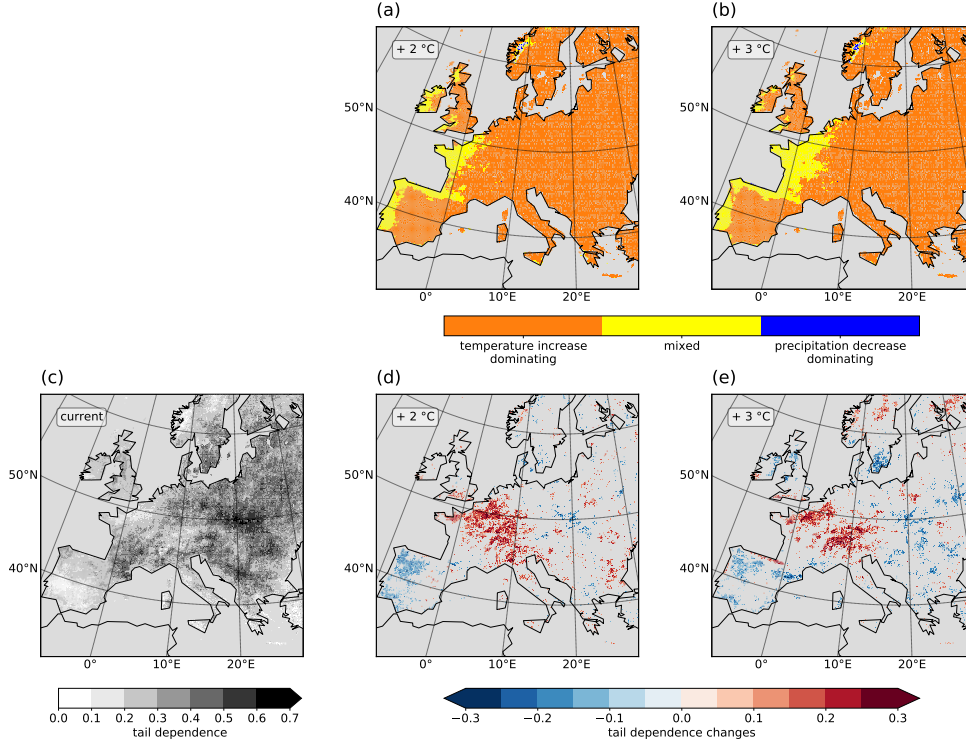 (a)
(b)
+ 2 °C
+ 3 °C
50°N
50°N
40°N
40°N
0°
10°E
20°E
0°
10°E
20°E
temperature increase
dominating
mixed
precipitation decrease
dominating
(c)
(d)
(e)
current
+ 2 °C
+ 3 °C
50°N
50°N
50°N
40°N
40°N
40°N
0°
10°E
20°E
0°
10°E
20°E
0°
10°E
20°E
0.0 0.1 0.2 0.3 0.4 0.5 0.6 0.7
tail dependence
−0.3 −0.2 −0.1 0.0 0.1 0.2 0.3
tail dependence changes